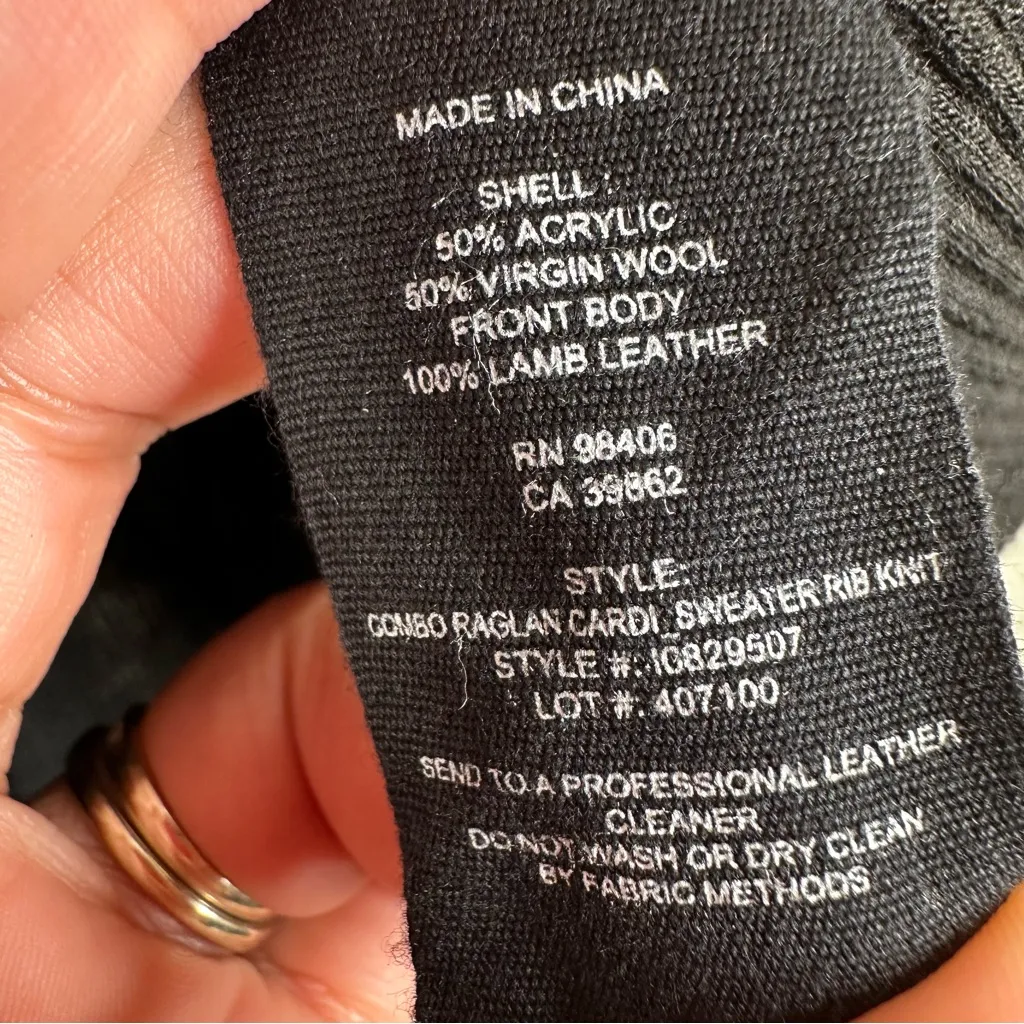 MADE IN CHINA
SHELL :
50% ACRYLIC
50% VIRGIN WOOL
FRONT BODY
100% LAMB LEATHER
RN 98406
CA 39862
STYLE:
COMBO RAGLAN CARDI_SWEATER RIB KNIT
STYLE #: IG829507
LOT #: 407100
SEND TO A PROFESSIONAL LEATHER
CLEANER
DO NOT WASH OR DRY CLEAN
BY FABRIC METHODS